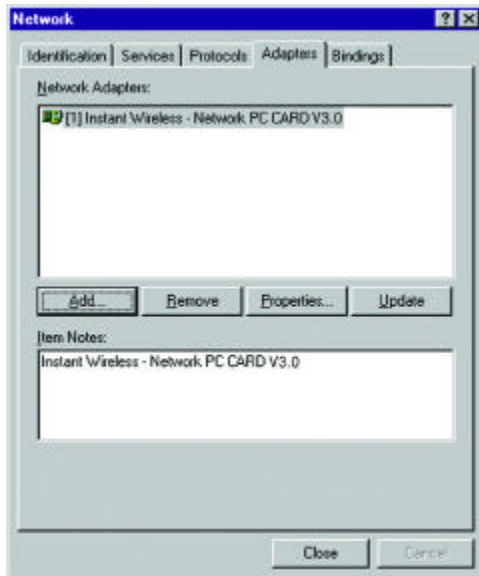 Network
Identification Services Protocols Adapters Bindings
Network Adapters:
[1] Instant Wireless - Network PC CARD V3.0
Add... Remove Properties... Update
Item Notes:
Instant Wireless - Network PC CARD V3.0
Close Cancel